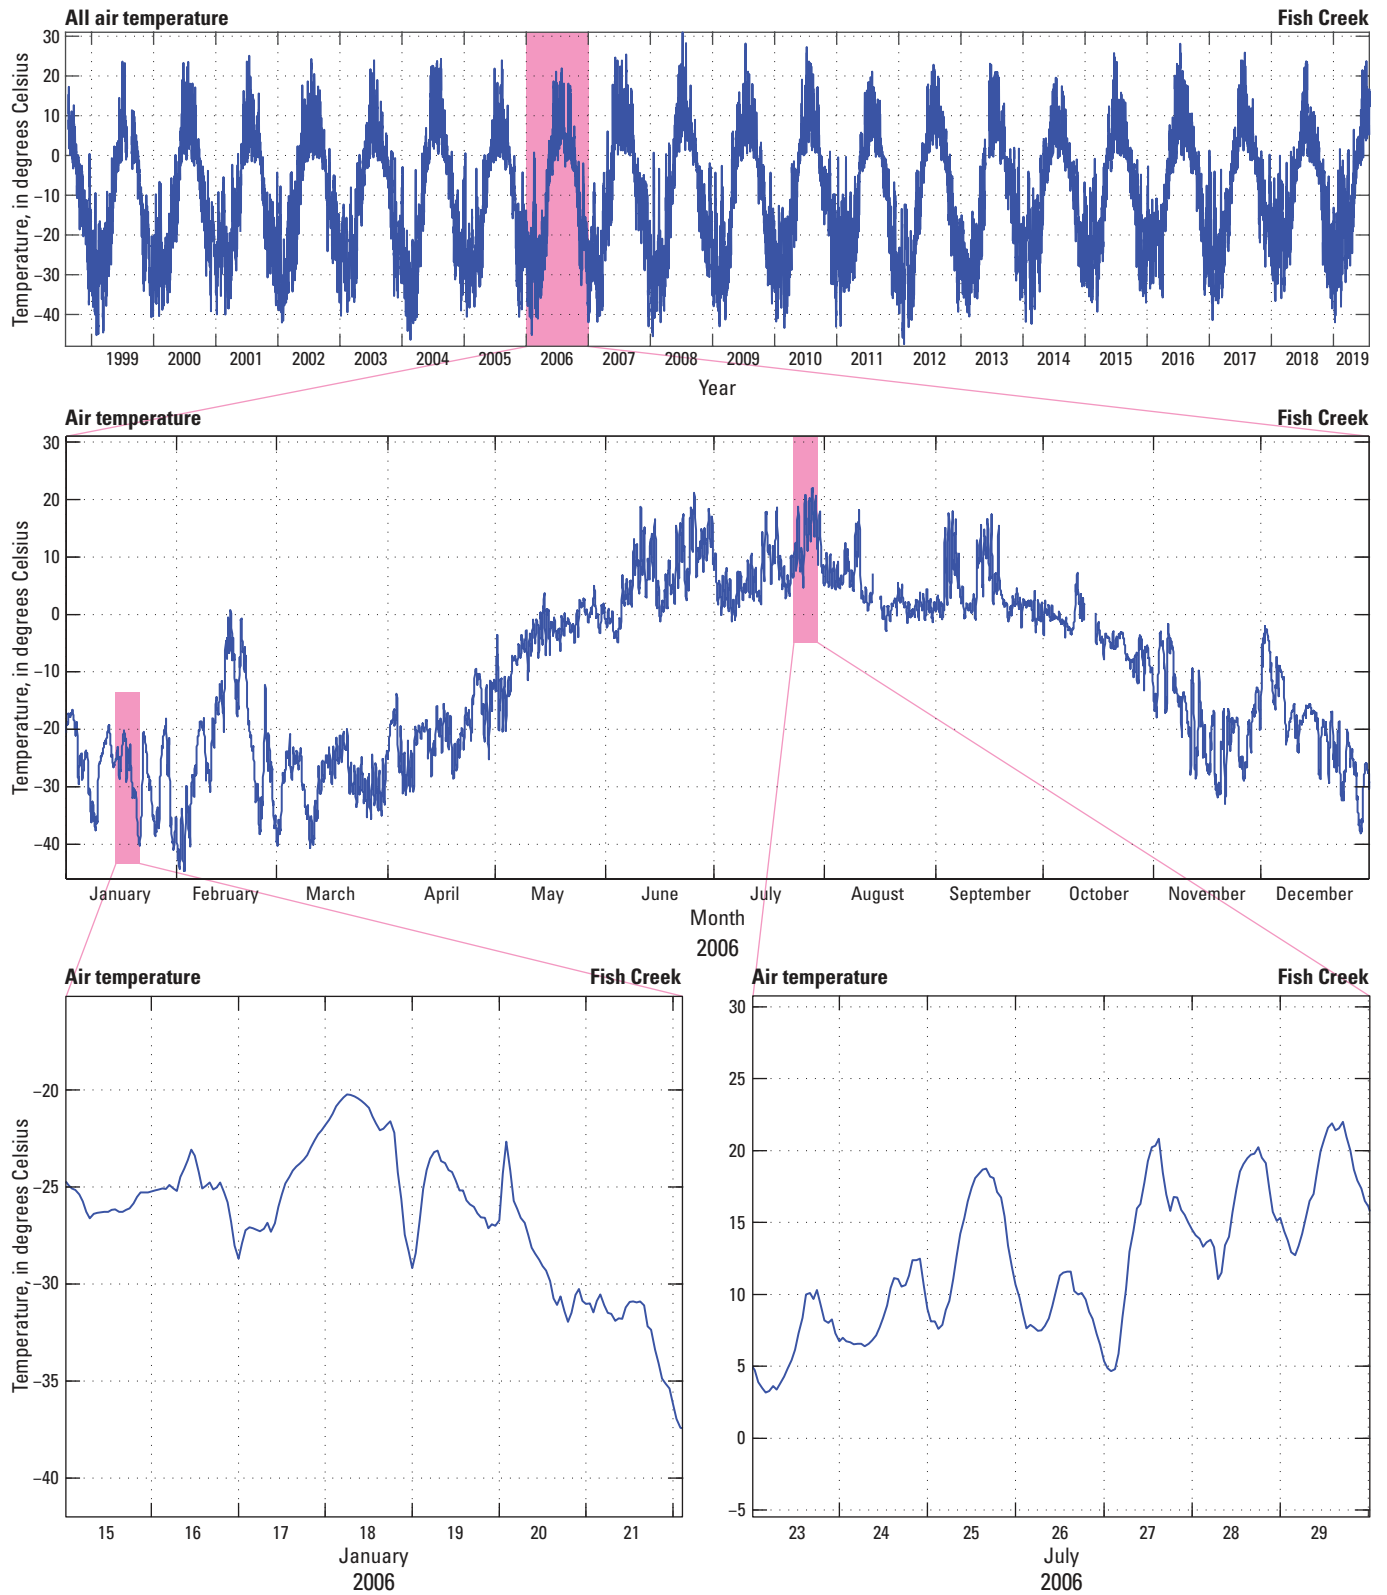 All air temperature Fish Creek
Temperature, in degrees Celsius
30
20
10
0
−10
−20
−30
−40
1999 2000 2001 2002 2003 2004 2005 2006 2007 2008 2009 2010 2011 2012 2013 2014 2015 2016 2017 2018 2019
Year
Air temperature Fish Creek
Temperature, in degrees Celsius
30
20
10
0
−10
−20
−30
−40
January February March April May June July August September October November December
Month
2006
Air temperature Fish Creek
Temperature, in degrees Celsius
−20
−25
−30
−35
−40
15 16 17 18 19 20 21
January
2006
Air temperature Fish Creek
30
25
20
15
10
5
0
−5
23 24 25 26 27 28 29
July
2006